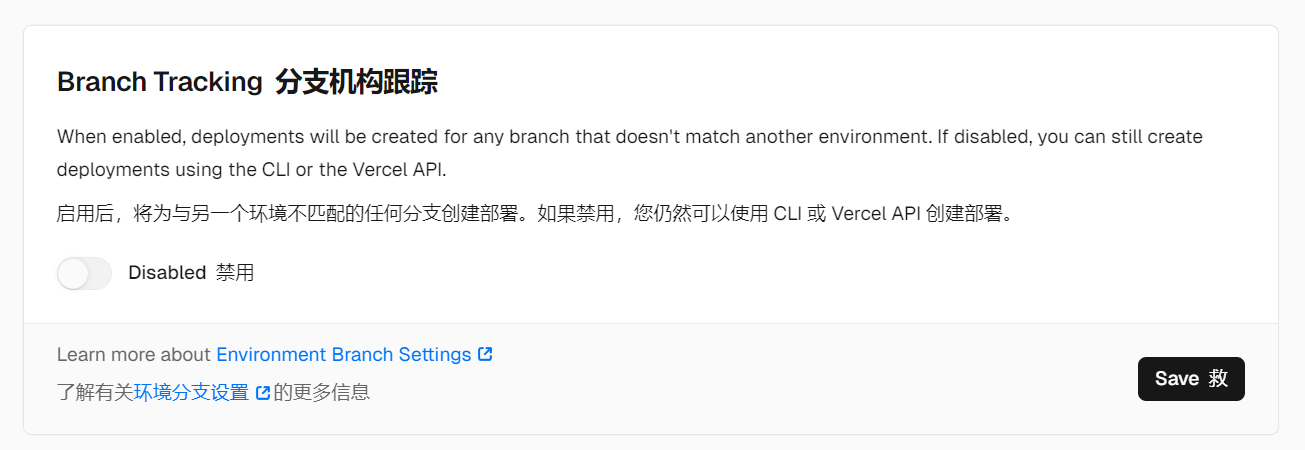 Branch Tracking 分支机构跟踪
When enabled, deployments will be created for any branch that doesn't match another environment. If disabled, you can still create
deployments using the CLI or the Vercel API.
启用后，将为与另一个环境不匹配的任何分支创建部署。如果禁用，您仍然可以使用 CLI 或 Vercel API 创建部署。
Disabled 禁用
Learn more about Environment Branch Settings
了解有关环境分支设置 的更多信息
Save 救